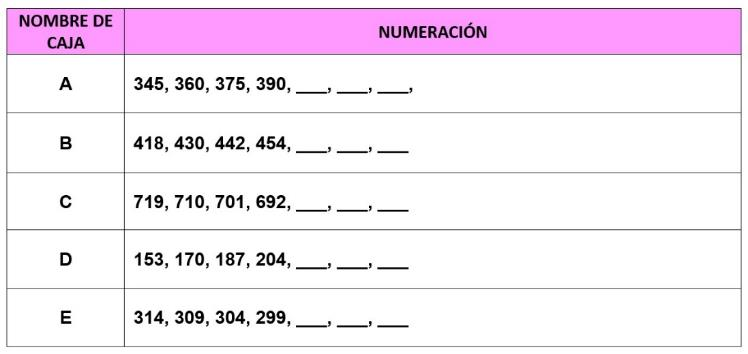 NOMBRE DE
CAJA
NUMERACIÓN
A
345, 360, 375, 390, ___, ___, ___,
B
418, 430, 442, 454, ___, ___, ___
C
719, 710, 701, 692, ___, ___, ___
D
153, 170, 187, 204, ___, ___, ___
E
314, 309, 304, 299, ___, ___, ___